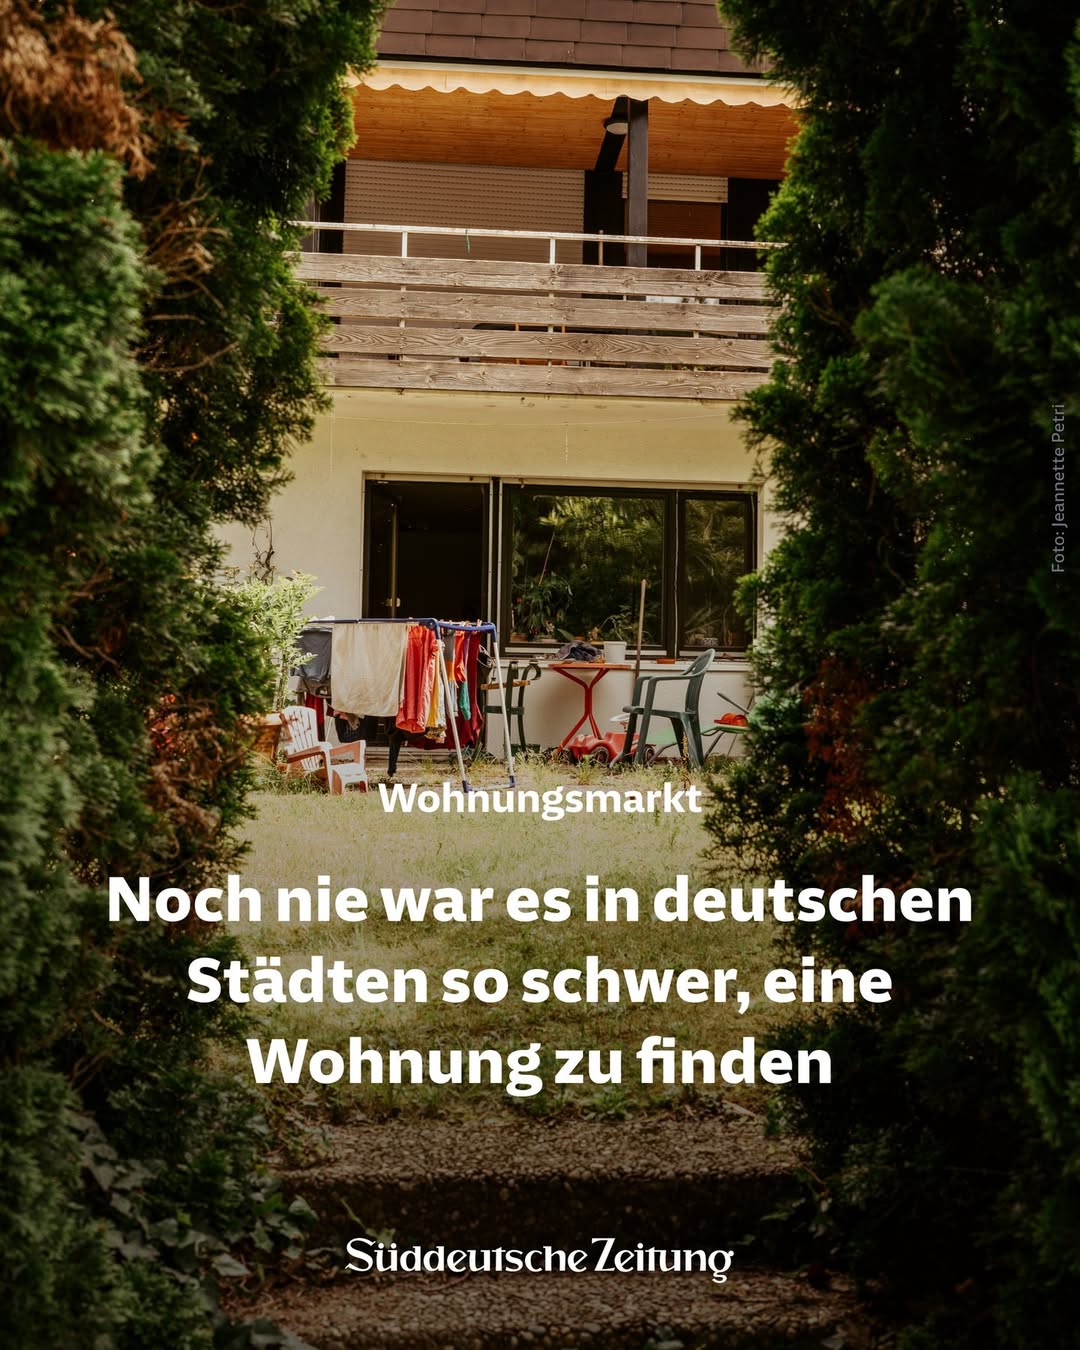 Foto: Jeannette Petri
Wohnungsmarkt
Noch nie war es in deutschen
Städten so schwer, eine
Wohnung zu finden
Süddeutsche Zeitung